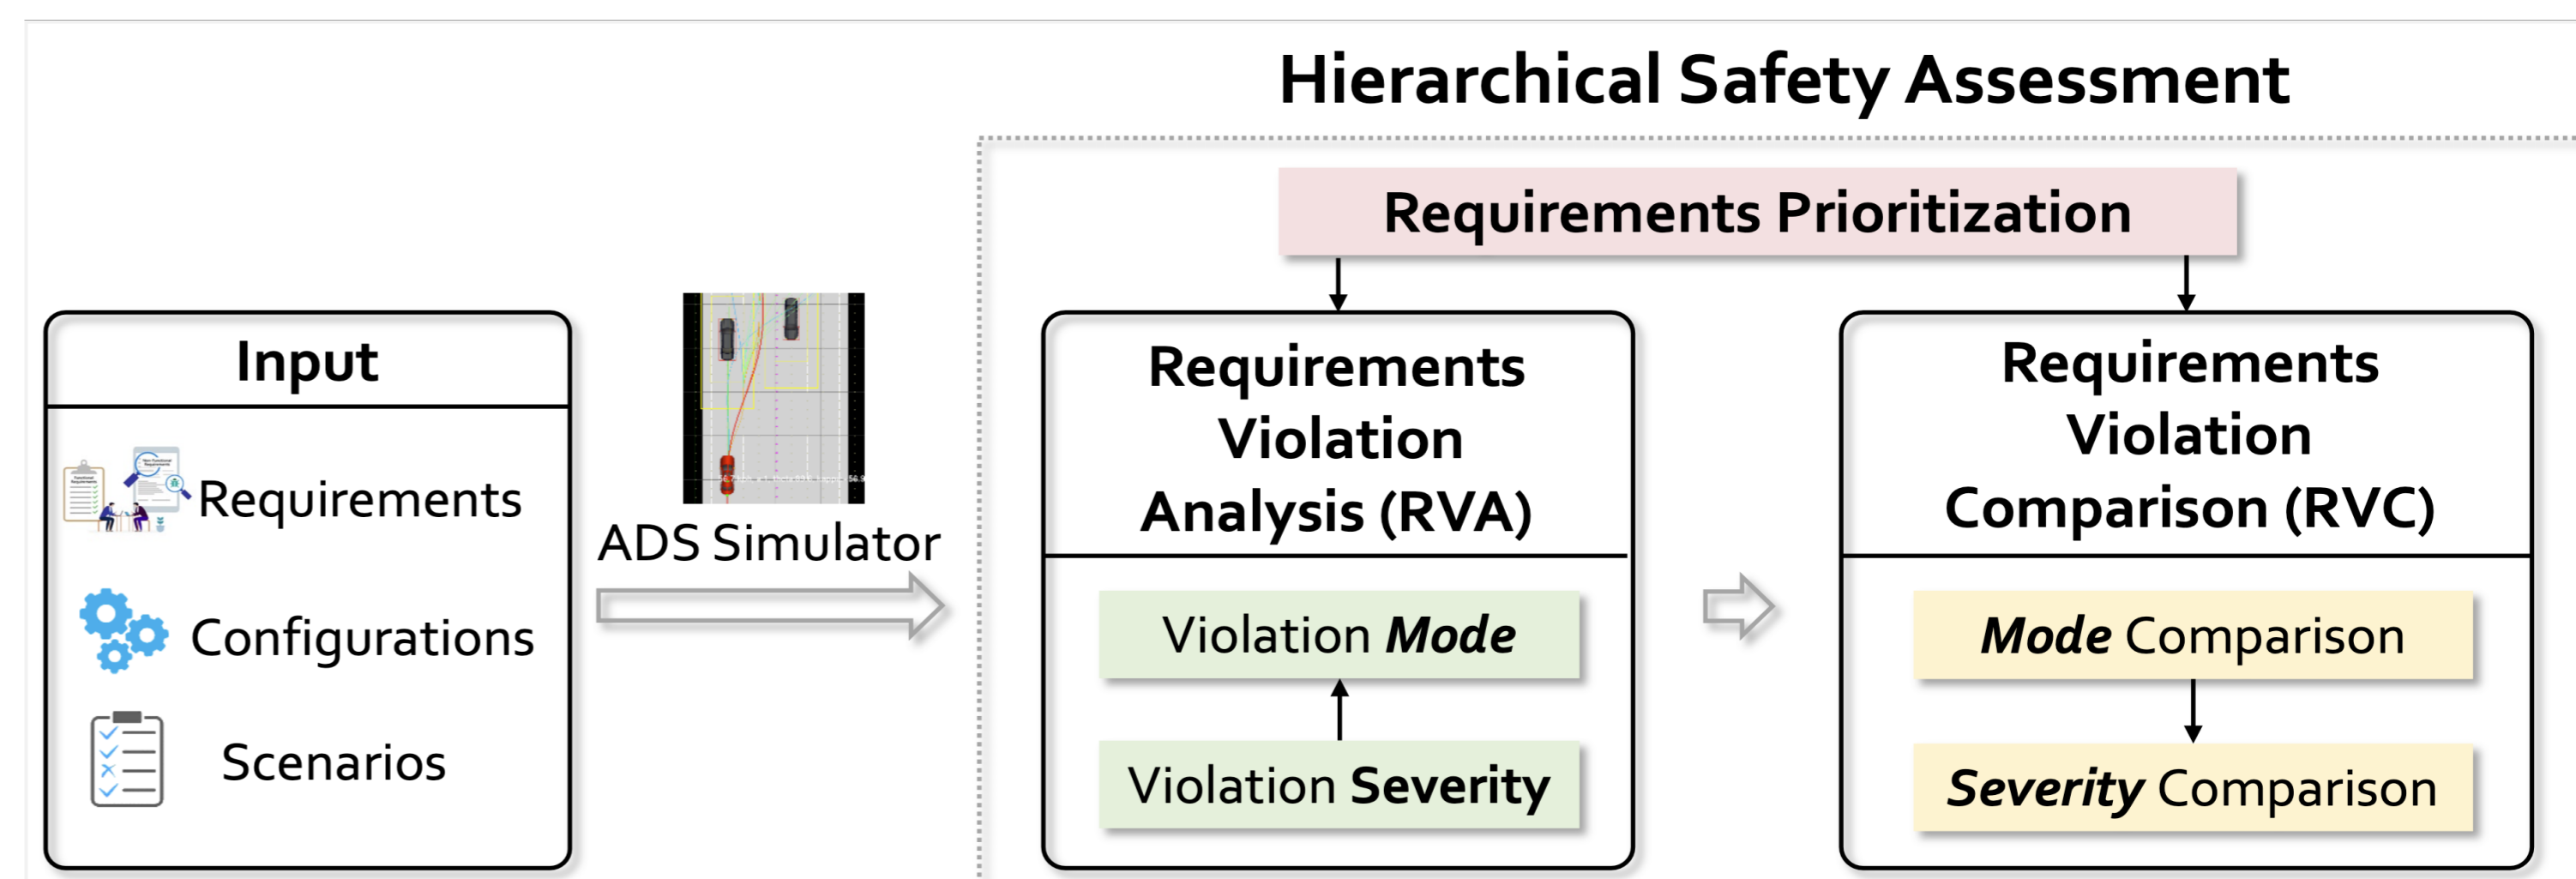 Hierarchical Safety Assessment
Requirements Prioritization
Input
Requirements
Configurations
Scenarios
ADS Simulator
Requirements
Violation
Analysis (RVA)
Violation Mode
Violation Severity
Requirements
Violation
Comparison (RVC)
Mode Comparison
Severity Comparison